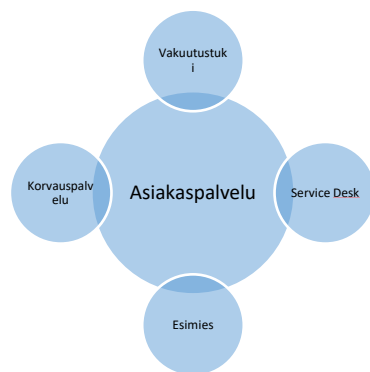 Vakuutustuk
i
Korvauspalv
elu
Asiakaspalvelu
Service Desk
Esimies